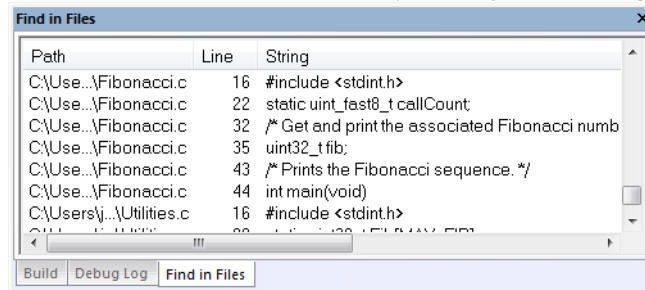 Find in Files
Path Line String
C:\Use...\Fibonacci.c 16 #include <stdint.h>
C:\Use...\Fibonacci.c 22 static uint_fast8_t callCount;
C:\Use...\Fibonacci.c 32 /* Get and print the associated Fibonacci numb
C:\Use...\Fibonacci.c 35 uint32_t fib;
C:\Use...\Fibonacci.c 43 /* Prints the Fibonacci sequence. */
C:\Use...\Fibonacci.c 44 int main(void)
C:\Users\j...\Utilities.c 16 #include <stdint.h>
Build Debug Log Find in Files